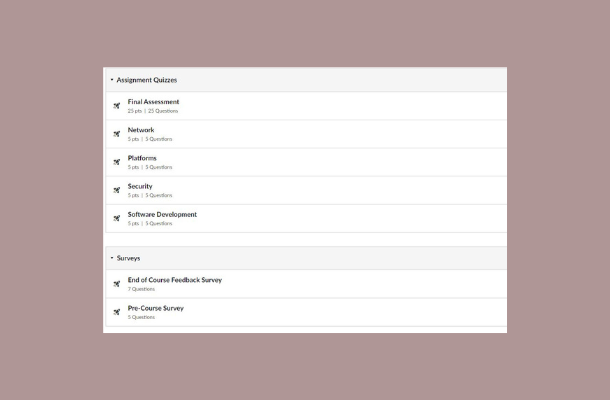 Assignment Quizzes
Final Assessment
25 pts | 25 Questions
Network
5 pts | 5 Questions
Platforms
5 pts | 5 Questions
Security
5 pts | 5 Questions
Software Development
5 pts | 5 Questions
Surveys
End of Course Feedback Survey
7 Questions
Pre-Course Survey
5 Questions